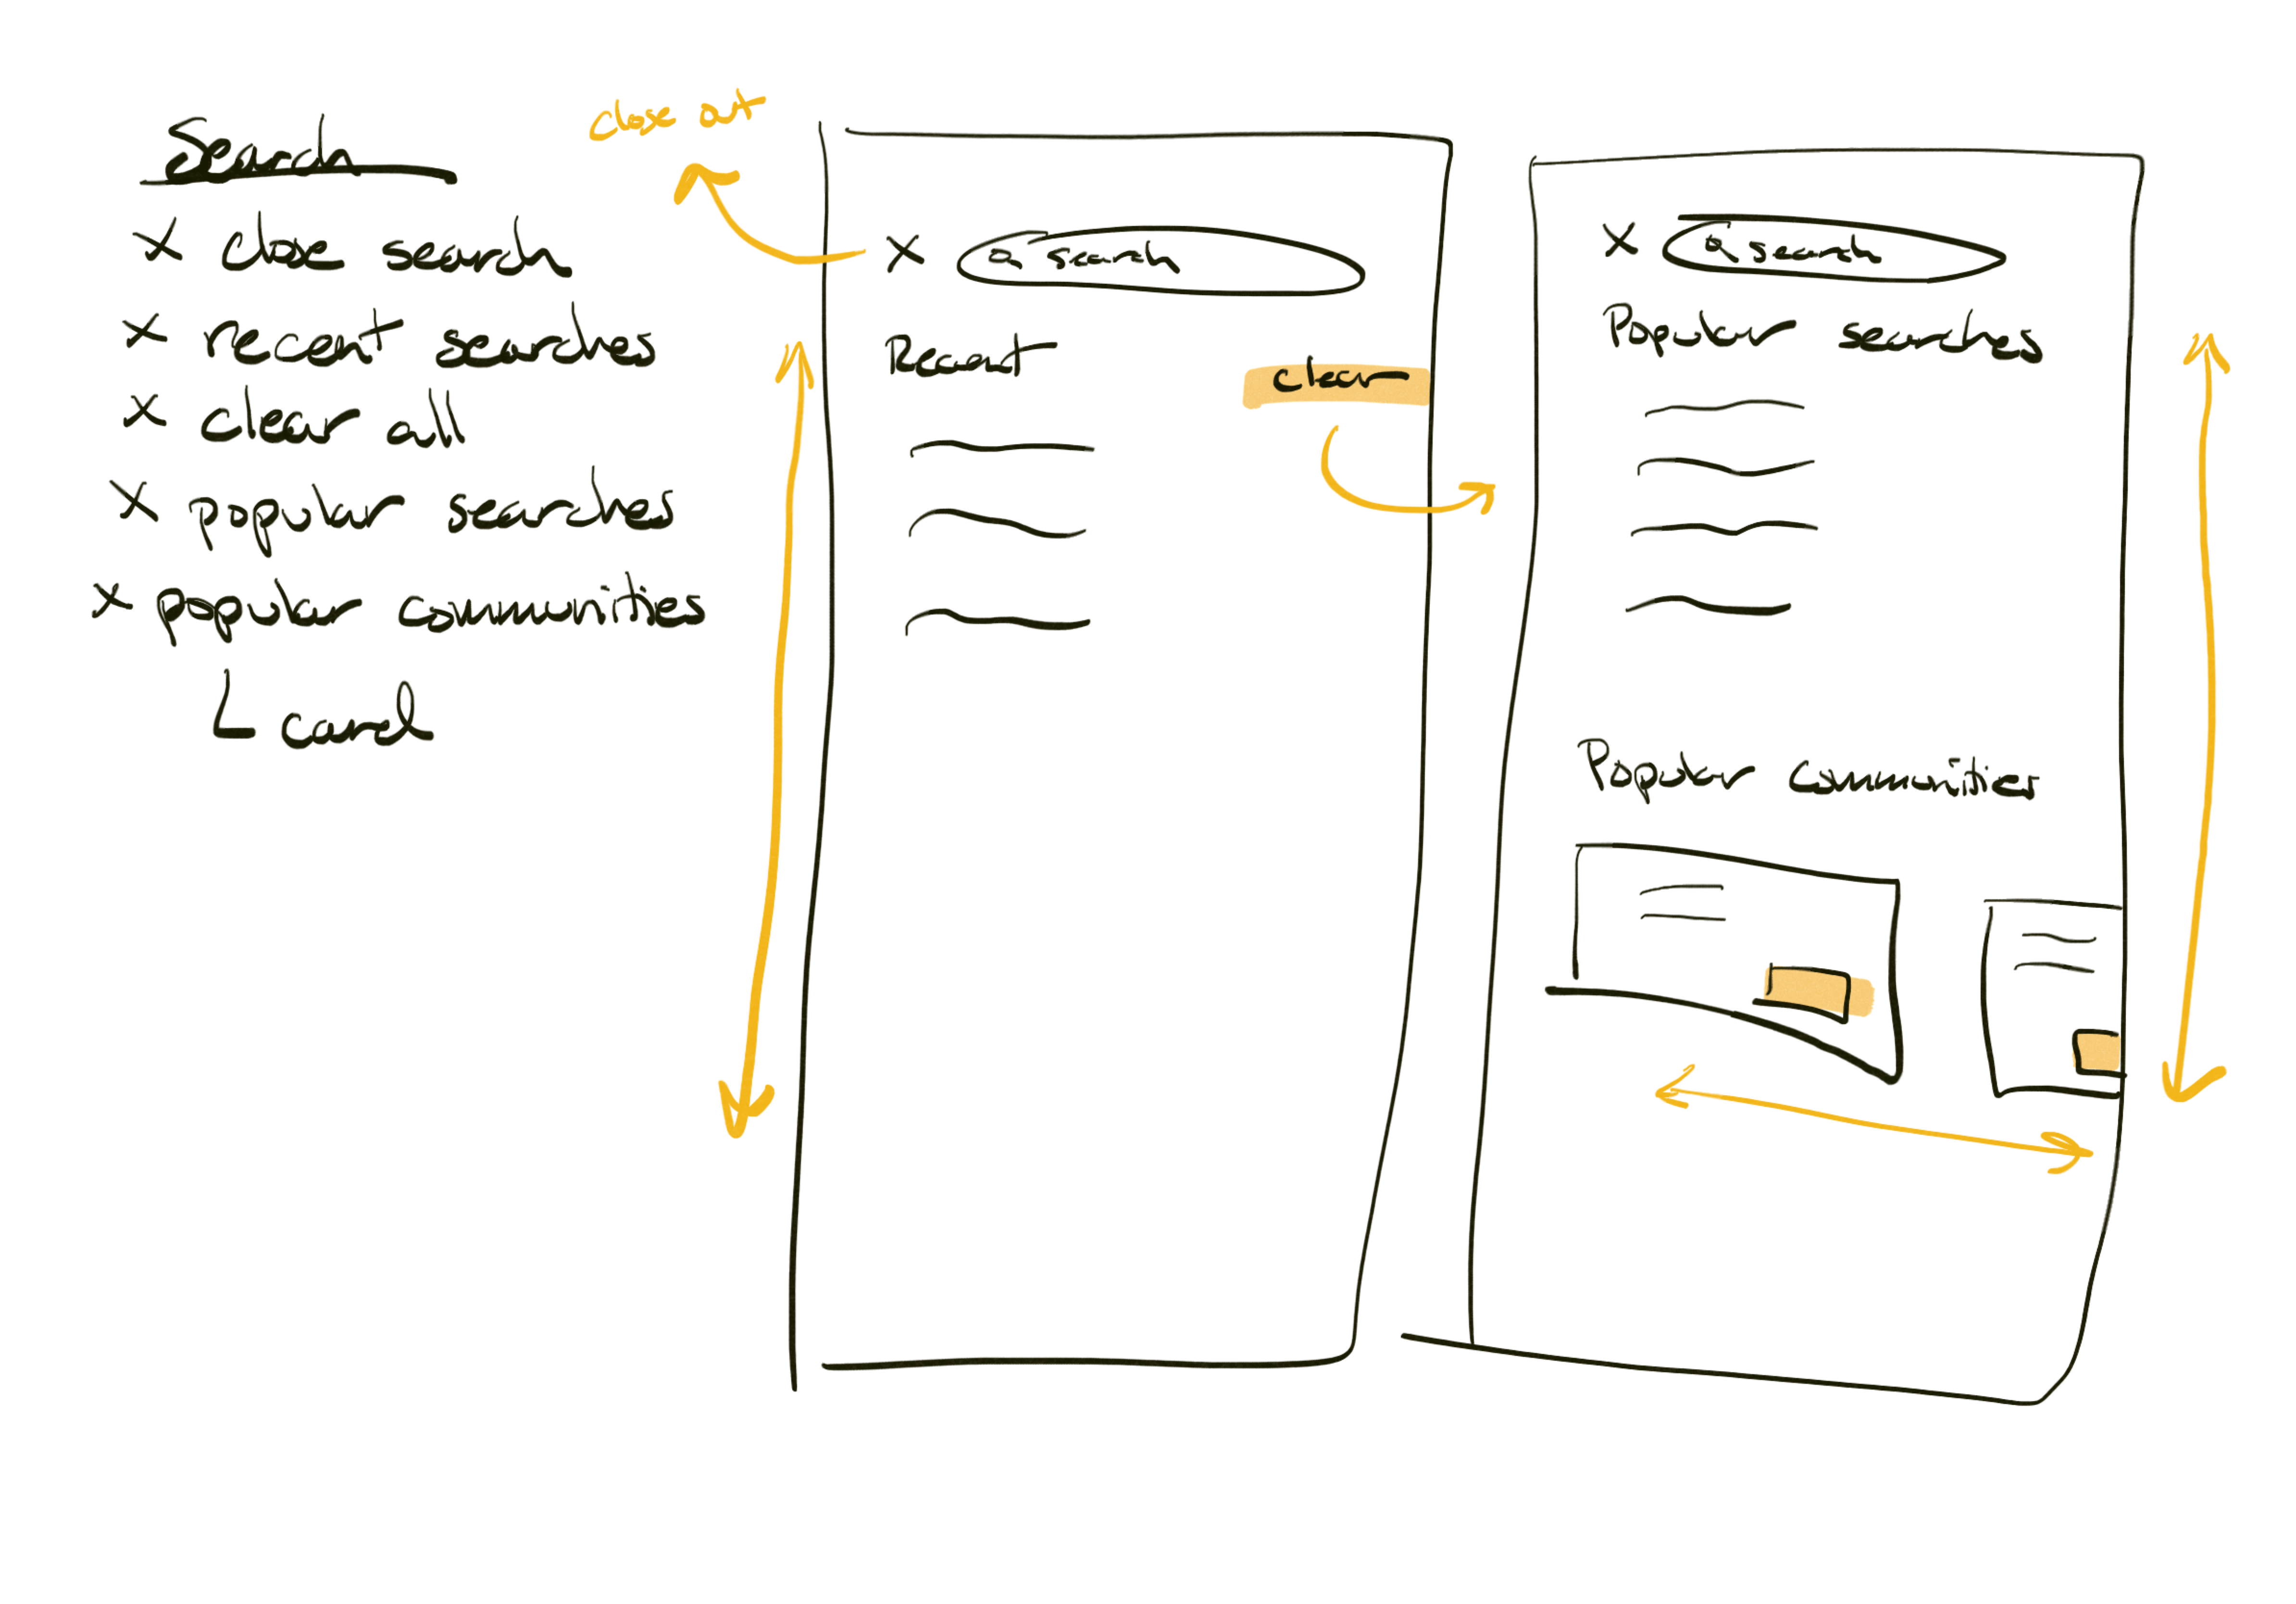 Search
x close search
x recent searches
x clear all
x popular searches
x popular communities
L card
close out
x search
Recent
clear
x search
Popular searches
Popular communities